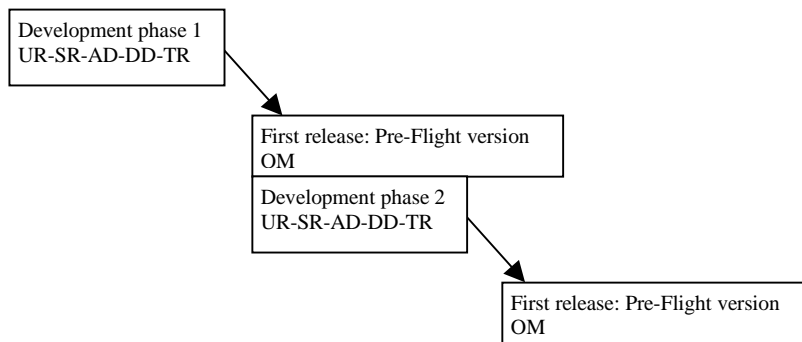 Development phase 1
UR-SR-AD-DD-TR
First release: Pre-Flight version
OM
Development phase 2
UR-SR-AD-DD-TR
First release: Pre-Flight version
OM